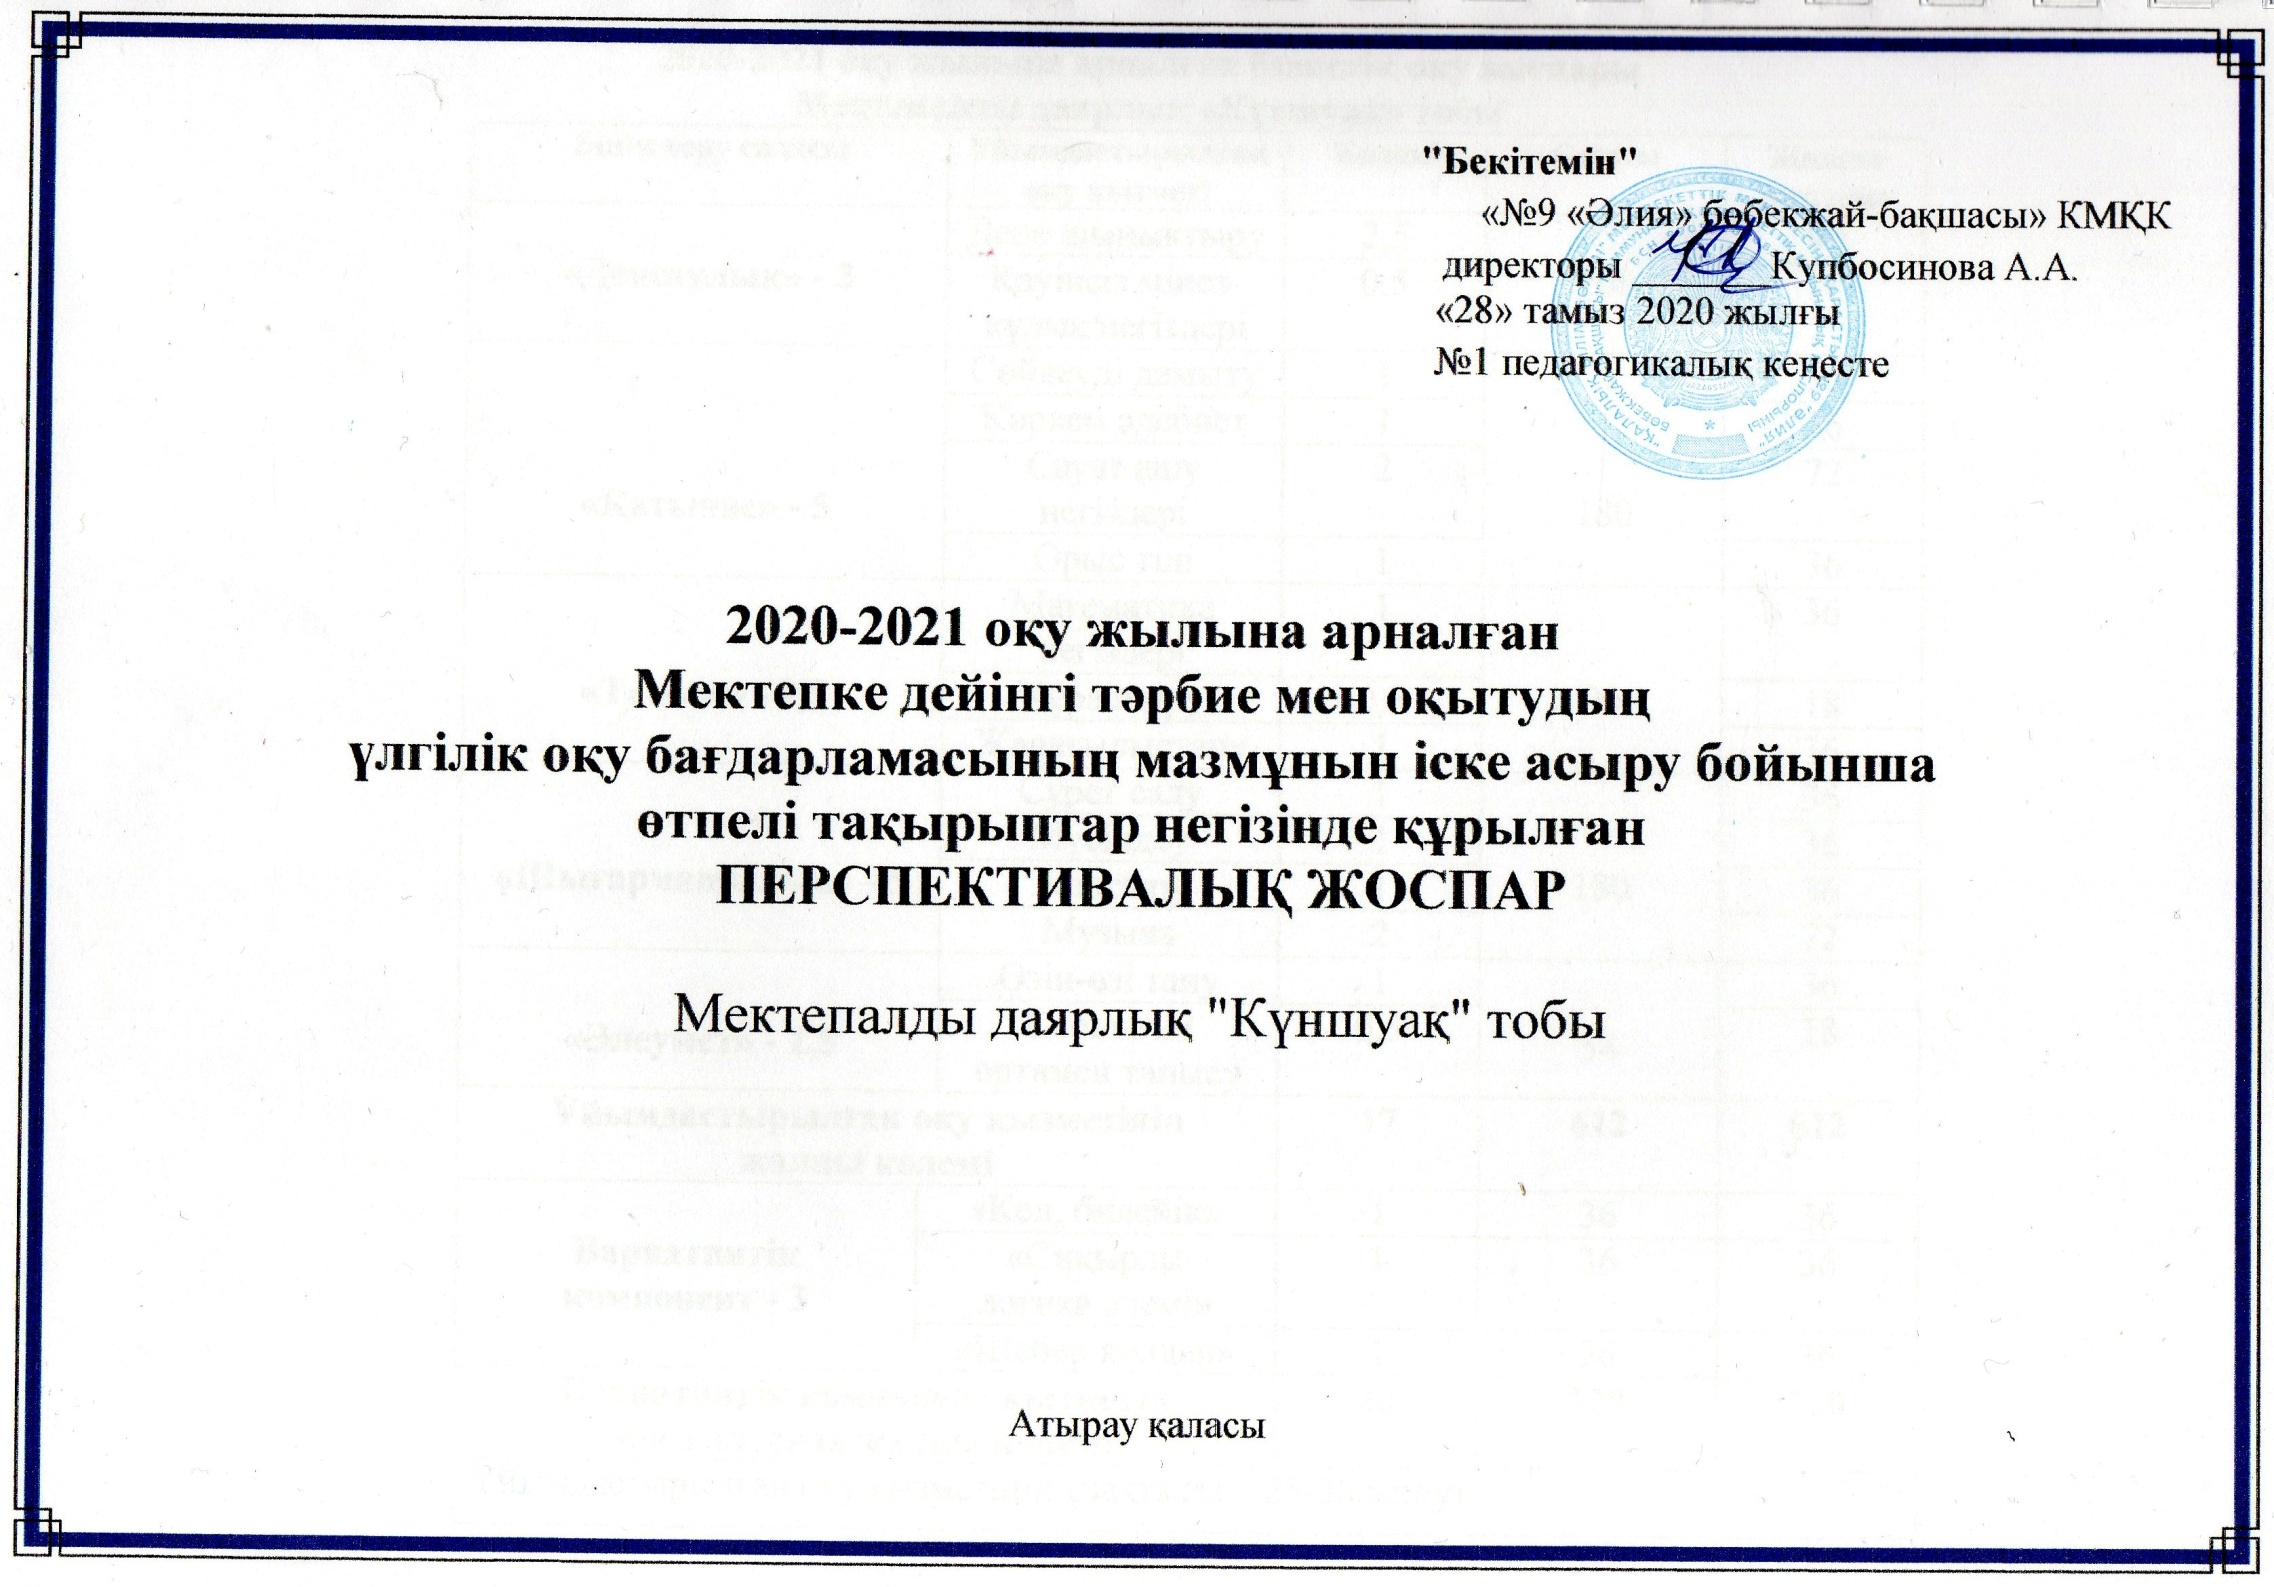 "Бекітемін"
«№9 «Әлия» бөбекжай-бақшасы» КМҚК
директоры _______ Купбосинова А.А.
«28» тамыз 2020 жылғы
№1 педагогикалық кеңесте
2020-2021 оқу жылына арналған
Мектепке дейінгі тәрбие мен оқытудың
үлгілік оқу бағдарламасының мазмұнын іске асыру бойынша
өтпелі тақырыптар негізінде құрылған
ПЕРСПЕКТИВАЛЫҚ ЖОСПАР
Мектепалды даярлық "Күншуақ" тобы
Атырау қаласы